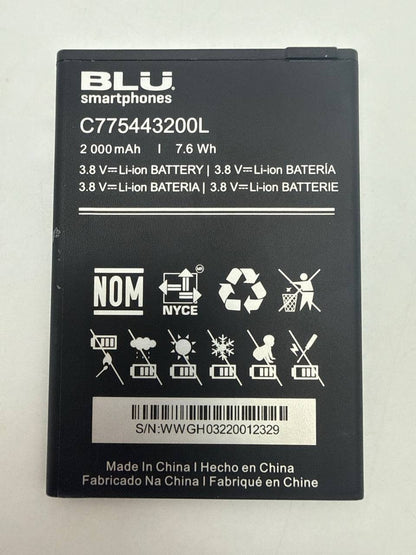 BLU
smartphones
C775443200L
2 000 mAh | 7.6 Wh
3.8 V⎓Li-ion BATTERY | 3.8 V⎓Li-ion BATERÍA
3.8 V⎓Li-ion BATERIA | 3.8 V⎓Li-ion BATTERIE
NOM
NYCE
S/N:WWGH03220012329
Made In China I Hecho en China
Fabricado Na China I Fabriqué en Chine